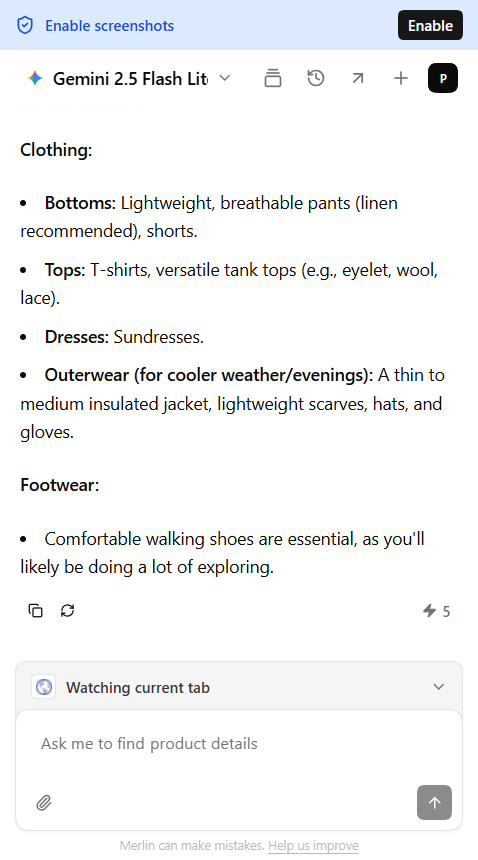 Enable screenshots
Enable
Gemini 2.5 Flash Lit
P
Clothing:
• Bottoms: Lightweight, breathable pants (linen
recommended), shorts.
• Tops: T-shirts, versatile tank tops (e.g., eyelet, wool,
lace).
• Dresses: Sundresses.
• Outerwear (for cooler weather/evenings): A thin to
medium insulated jacket, lightweight scarves, hats, and
gloves.
Footwear:
• Comfortable walking shoes are essential, as you'll
likely be doing a lot of exploring.
5
Watching current tab
Ask me to find product details
Merlin can make mistakes. Help us improve